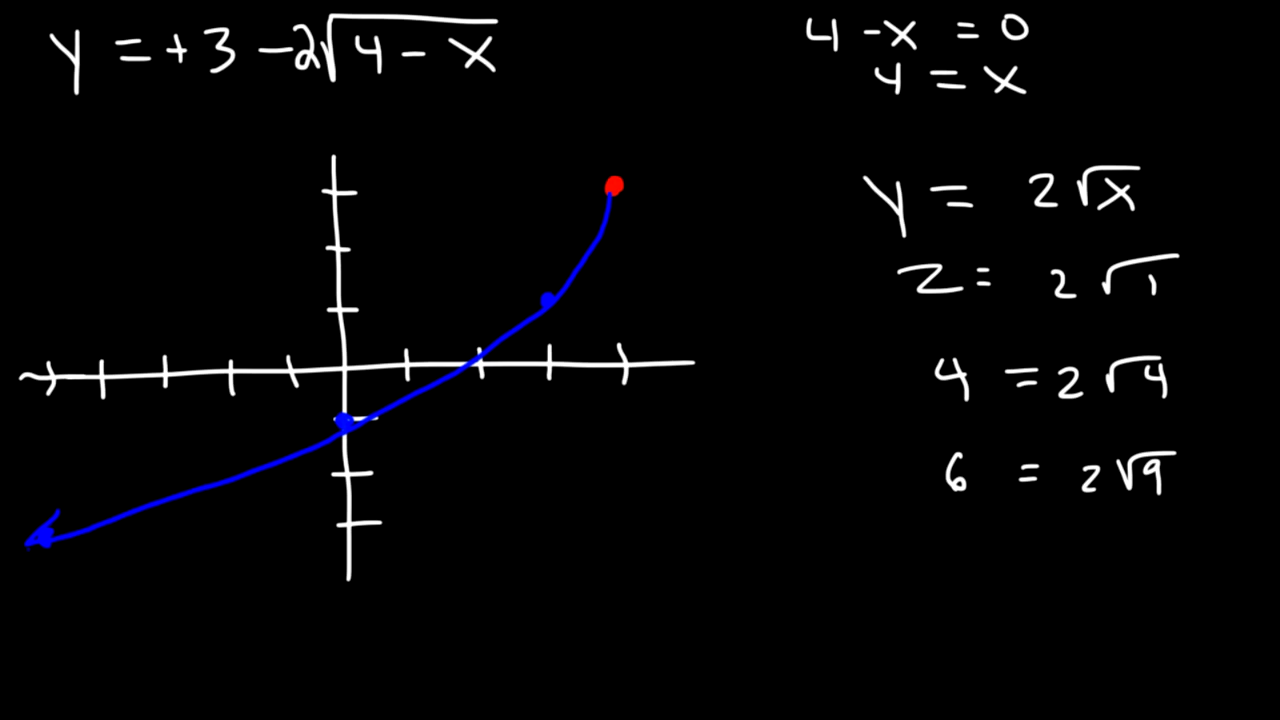 y = +3 -2√4 - x
4 - x = 0
4 = x
y = 2√x
2 = 2√1
4 = 2√4
6 = 2√9